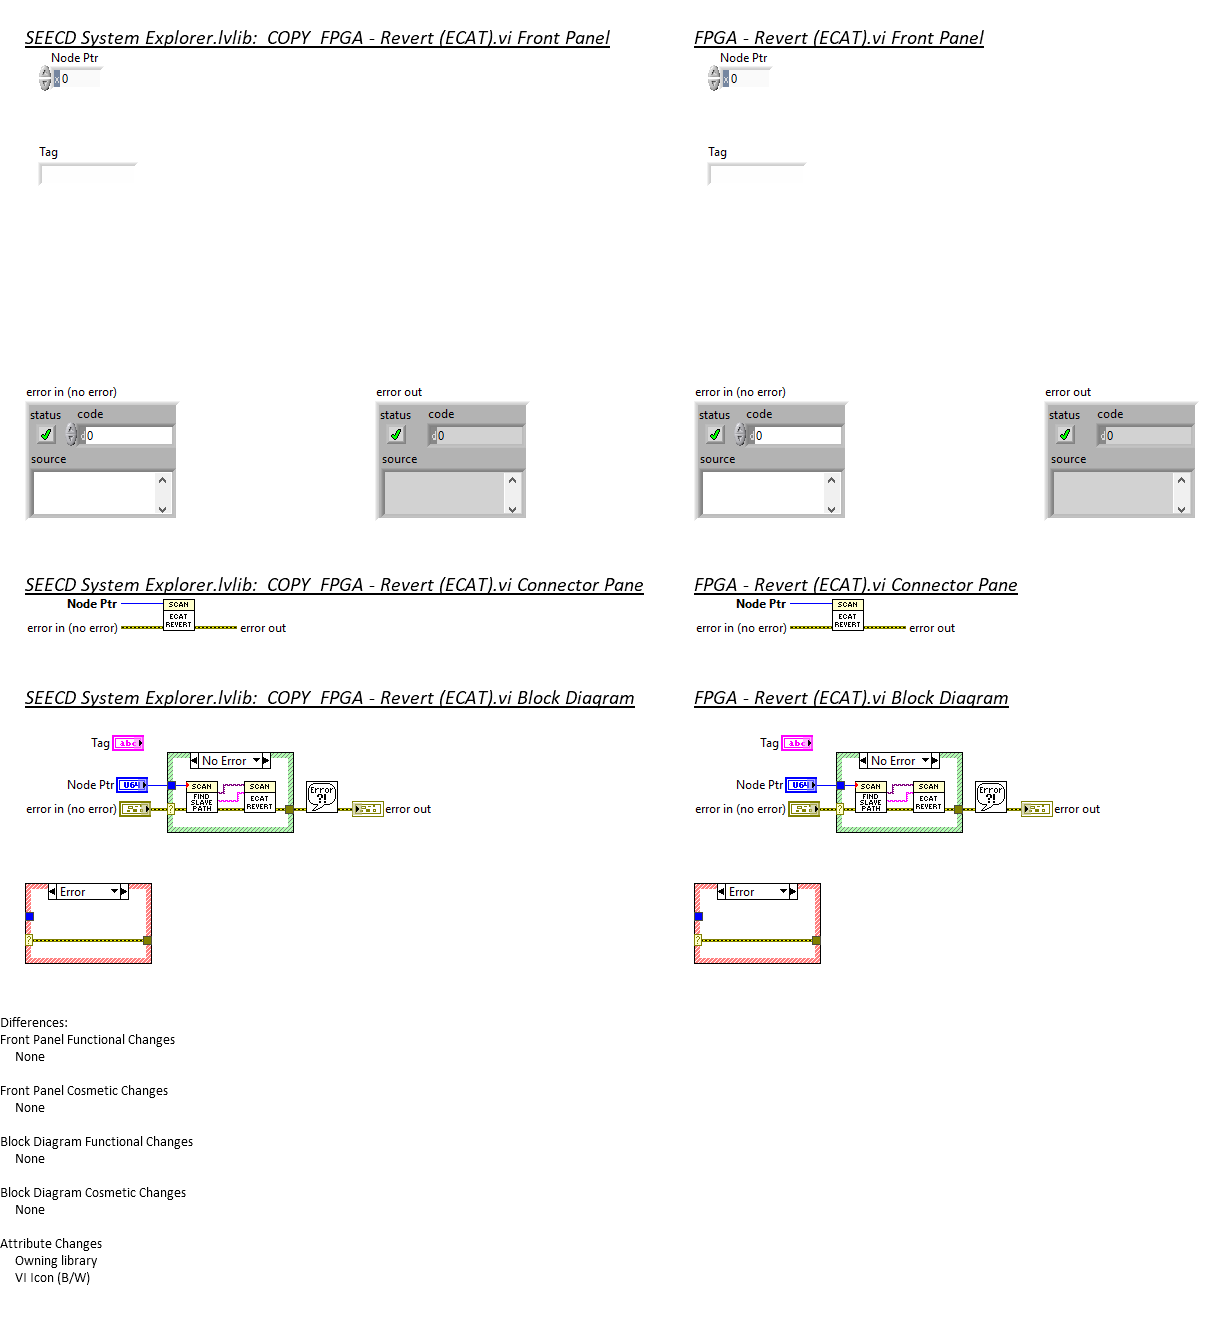 SEECD System Explorer.lvlib:_COPY_FPGA - Revert (ECAT).vi Front Panel
Node Ptr
x 0
Tag
error in (no error)
status code
d 0
source
error out
status code
d 0
source
FPGA - Revert (ECAT).vi Front Panel
Node Ptr
x 0
Tag
error in (no error)
status code
d 0
source
error out
status code
d 0
source
SEECD System Explorer.lvlib:_COPY_FPGA - Revert (ECAT).vi Connector Pane
Node Ptr
error in (no error)
SCAN
ECAT
REVERT
error out
FPGA - Revert (ECAT).vi Connector Pane
Node Ptr
error in (no error)
SCAN
ECAT
REVERT
error out
SEECD System Explorer.lvlib:_COPY_FPGA - Revert (ECAT).vi Block Diagram
Tag abc
No Error
Node Ptr U64
error in (no error)
?
SCAN
FIND
SLAVE
PATH
SCAN
ECAT
REVERT
Error
?!
error out
Error
?
FPGA - Revert (ECAT).vi Block Diagram
Tag abc
No Error
Node Ptr U64
error in (no error)
?
SCAN
FIND
SLAVE
PATH
SCAN
ECAT
REVERT
Error
?!
error out
Error
?
Differences:
Front Panel Functional Changes
None
Front Panel Cosmetic Changes
None
Block Diagram Functional Changes
None
Block Diagram Cosmetic Changes
None
Attribute Changes
Owning library
VI Icon (B/W)